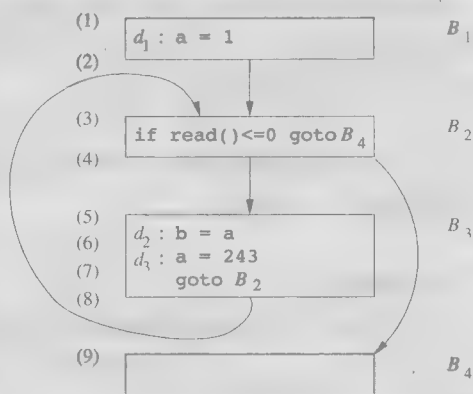 (1) d1 : a = 1 B1
(2)
(3) if read()<=0 goto B4 B2
(4)
(5) d2 : b = a B3
(6) d3 : a = 243
(7) goto B2
(8)
(9) B4